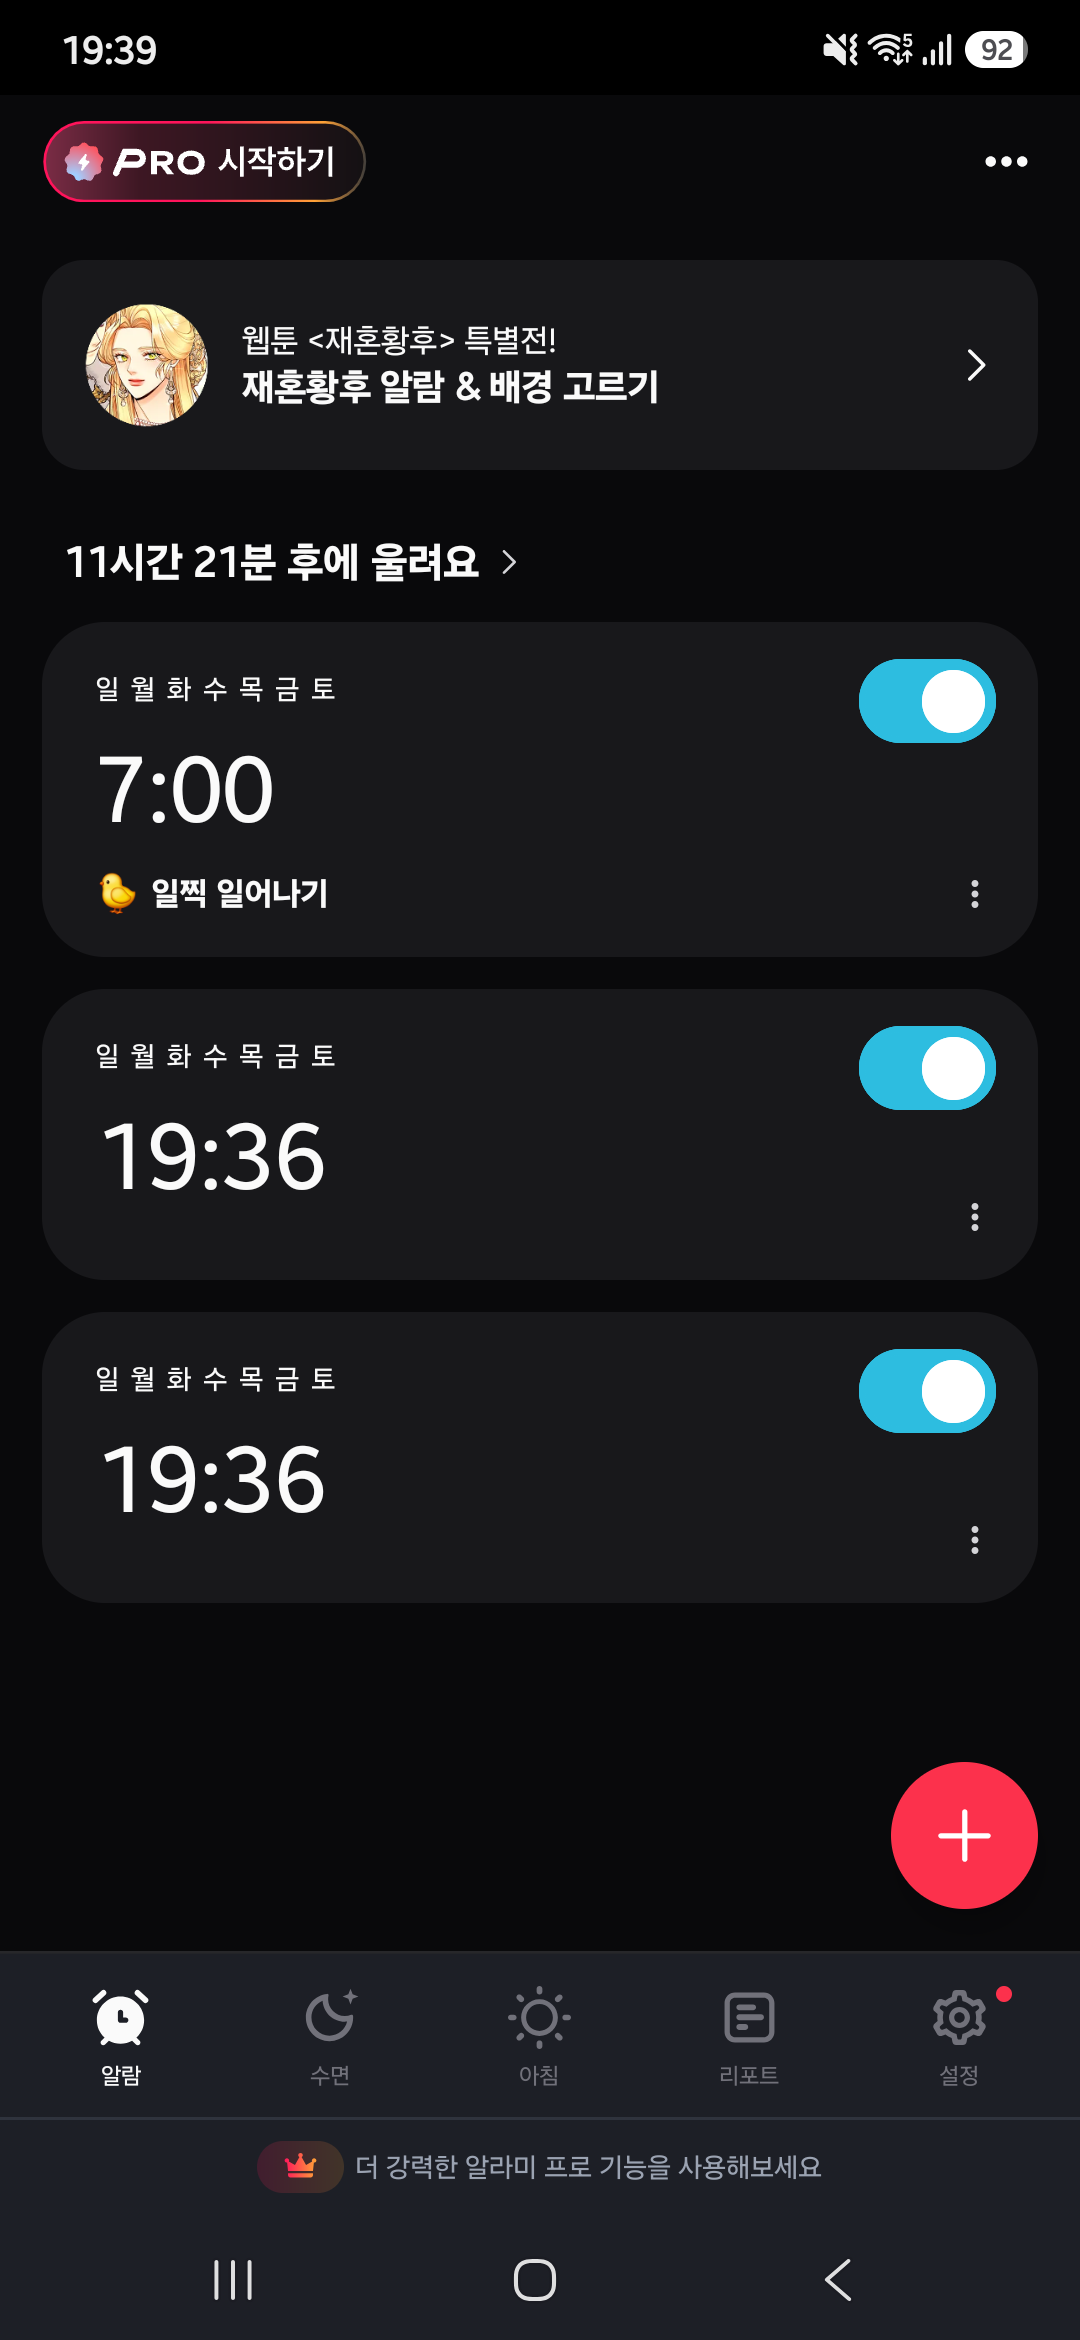 19:39
5
92
PRO 시작하기
웹툰 <재혼황후> 특별전!
재혼황후 알람 & 배경 고르기
11시간 21분 후에 울려요
일 월 화 수 목 금 토
7:00
일찍 일어나기
일 월 화 수 목 금 토
19:36
일 월 화 수 목 금 토
19:36
알람
수면
아침
리포트
설정
더 강력한 알라미 프로 기능을 사용해보세요